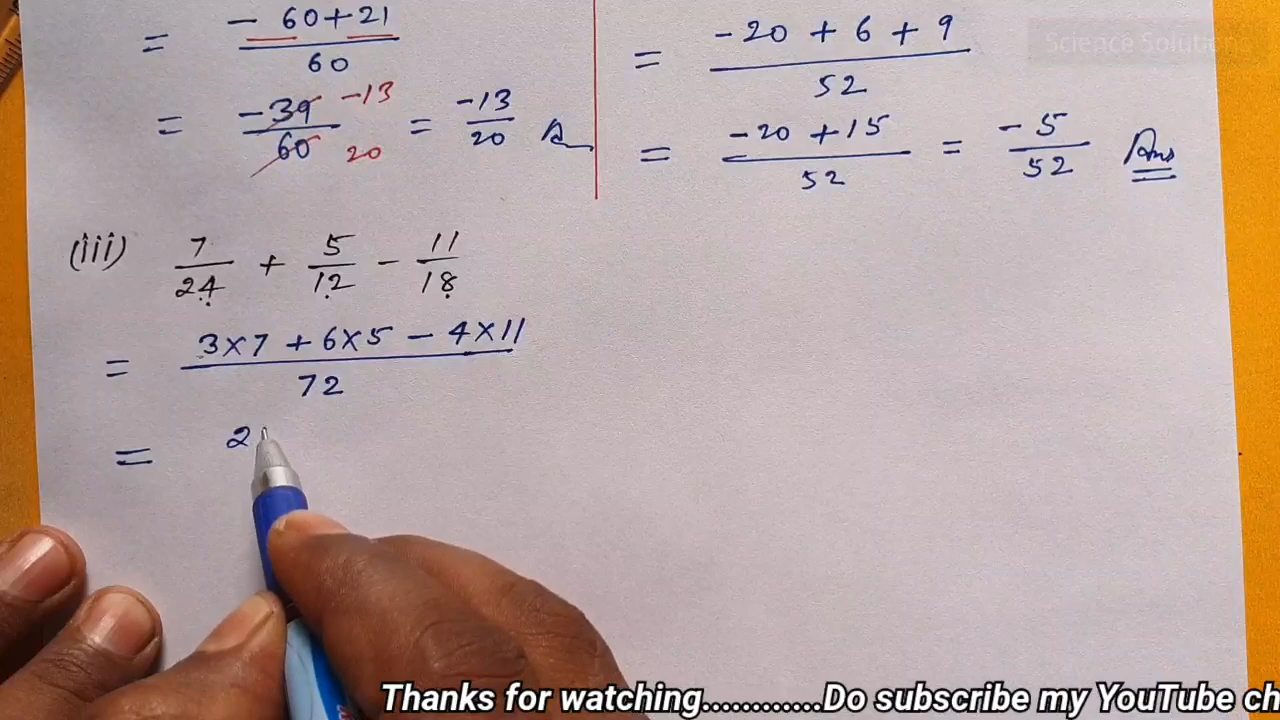 = - 60+21 / 60
= -39 / 60 -13 / 20 = -13 / 20 A
= -20 + 6 + 9 / 52
= -20 + 15 / 52 = -5 / 52 Ans
Science Solutions
(iii) 7/24 + 5/12 - 11/18
= 3×7 + 6×5 - 4×11 / 72
= 2
Thanks for watching............Do subscribe my YouTube ch